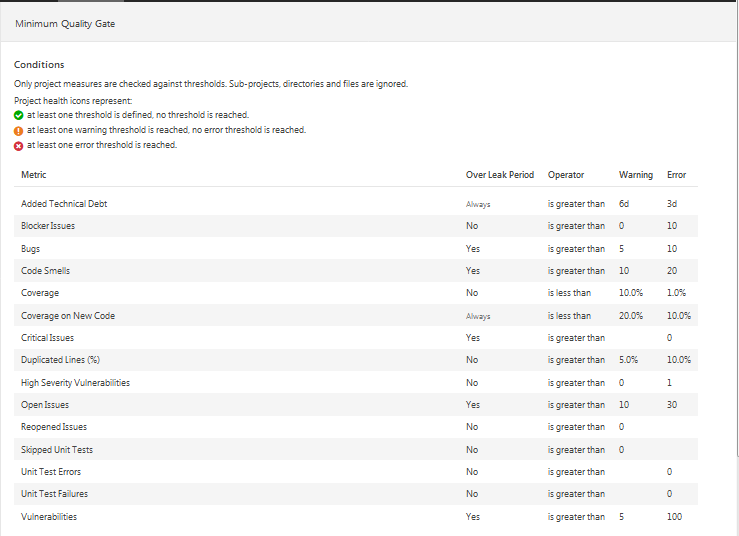 Minimum Quality Gate
Conditions
Only project measures are checked against thresholds. Sub-projects, directories and files are ignored.
Project health icons represent:
at least one threshold is defined, no threshold is reached.
at least one warning threshold is reached, no error threshold is reached.
at least one error threshold is reached.
Metric Over Leak Period Operator Warning Error
Added Technical Debt Always is greater than 6d 3d
Blocker Issues No is greater than 0 10
Bugs Yes is greater than 5 10
Code Smells Yes is greater than 10 20
Coverage No is less than 10.0% 1.0%
Coverage on New Code Always is less than 20.0% 10.0%
Critical Issues Yes is greater than 0
Duplicated Lines (%) No is greater than 5.0% 10.0%
High Severity Vulnerabilities No is greater than 0 1
Open Issues Yes is greater than 10 30
Reopened Issues No is greater than 0
Skipped Unit Tests No is greater than 0
Unit Test Errors No is greater than 0
Unit Test Failures No is greater than 0
Vulnerabilities Yes is greater than 5 100